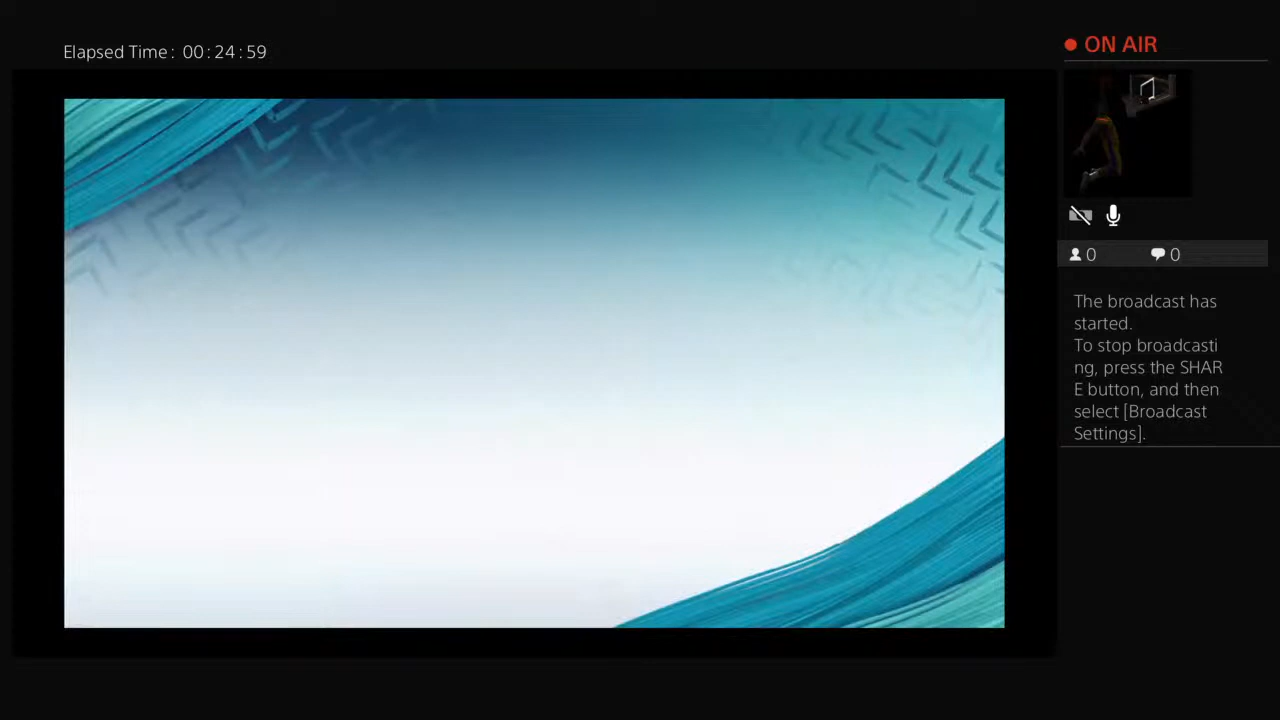 Elapsed Time: 00:24:59
ON AIR
0 0
The broadcast has
started.
To stop broadcasti
ng, press the SHAR
E button, and then
select [Broadcast
Settings].